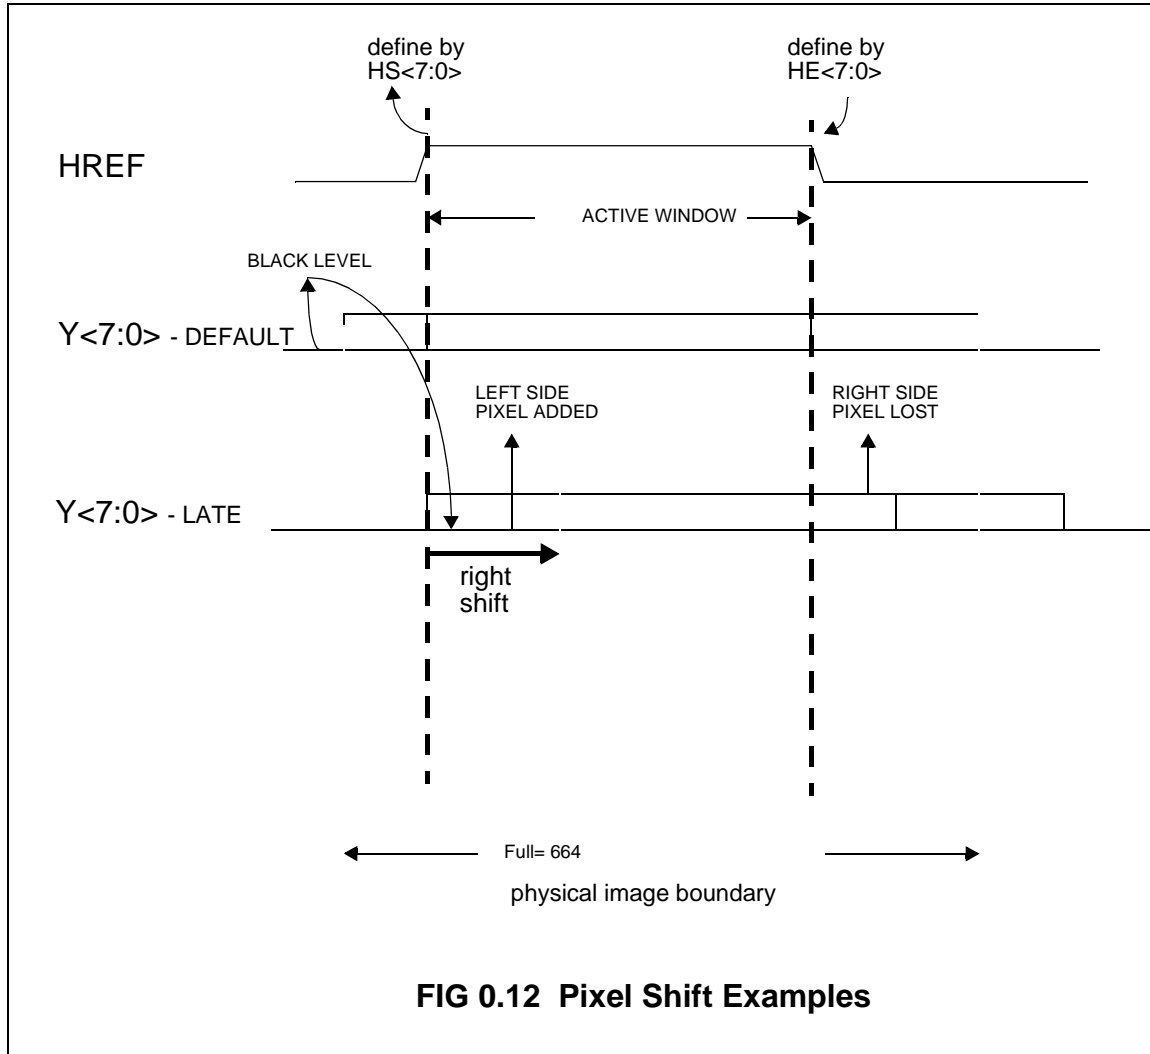 define by
HS<7:0>
define by
HE<7:0>
HREF
ACTIVE WINDOW
BLACK LEVEL
Y<7:0> - DEFAULT
LEFT SIDE
PIXEL ADDED
RIGHT SIDE
PIXEL LOST
Y<7:0> - LATE
right
shift
Full= 664
physical image boundary
FIG 0.12 Pixel Shift Examples